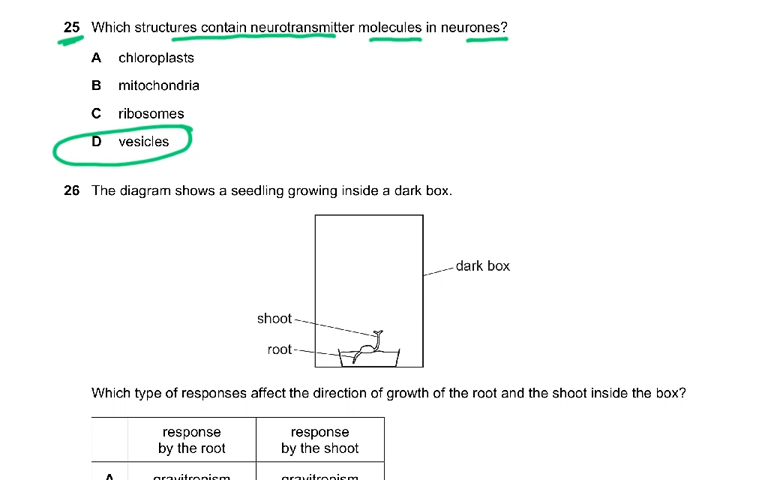 25 Which structures contain neurotransmitter molecules in neurones?
A chloroplasts
B mitochondria
C ribosomes
D vesicles
26 The diagram shows a seedling growing inside a dark box.
dark box
shoot
root
Which type of responses affect the direction of growth of the root and the shoot inside the box?
response by the root
response by the shoot
A gravitropism gravitropism